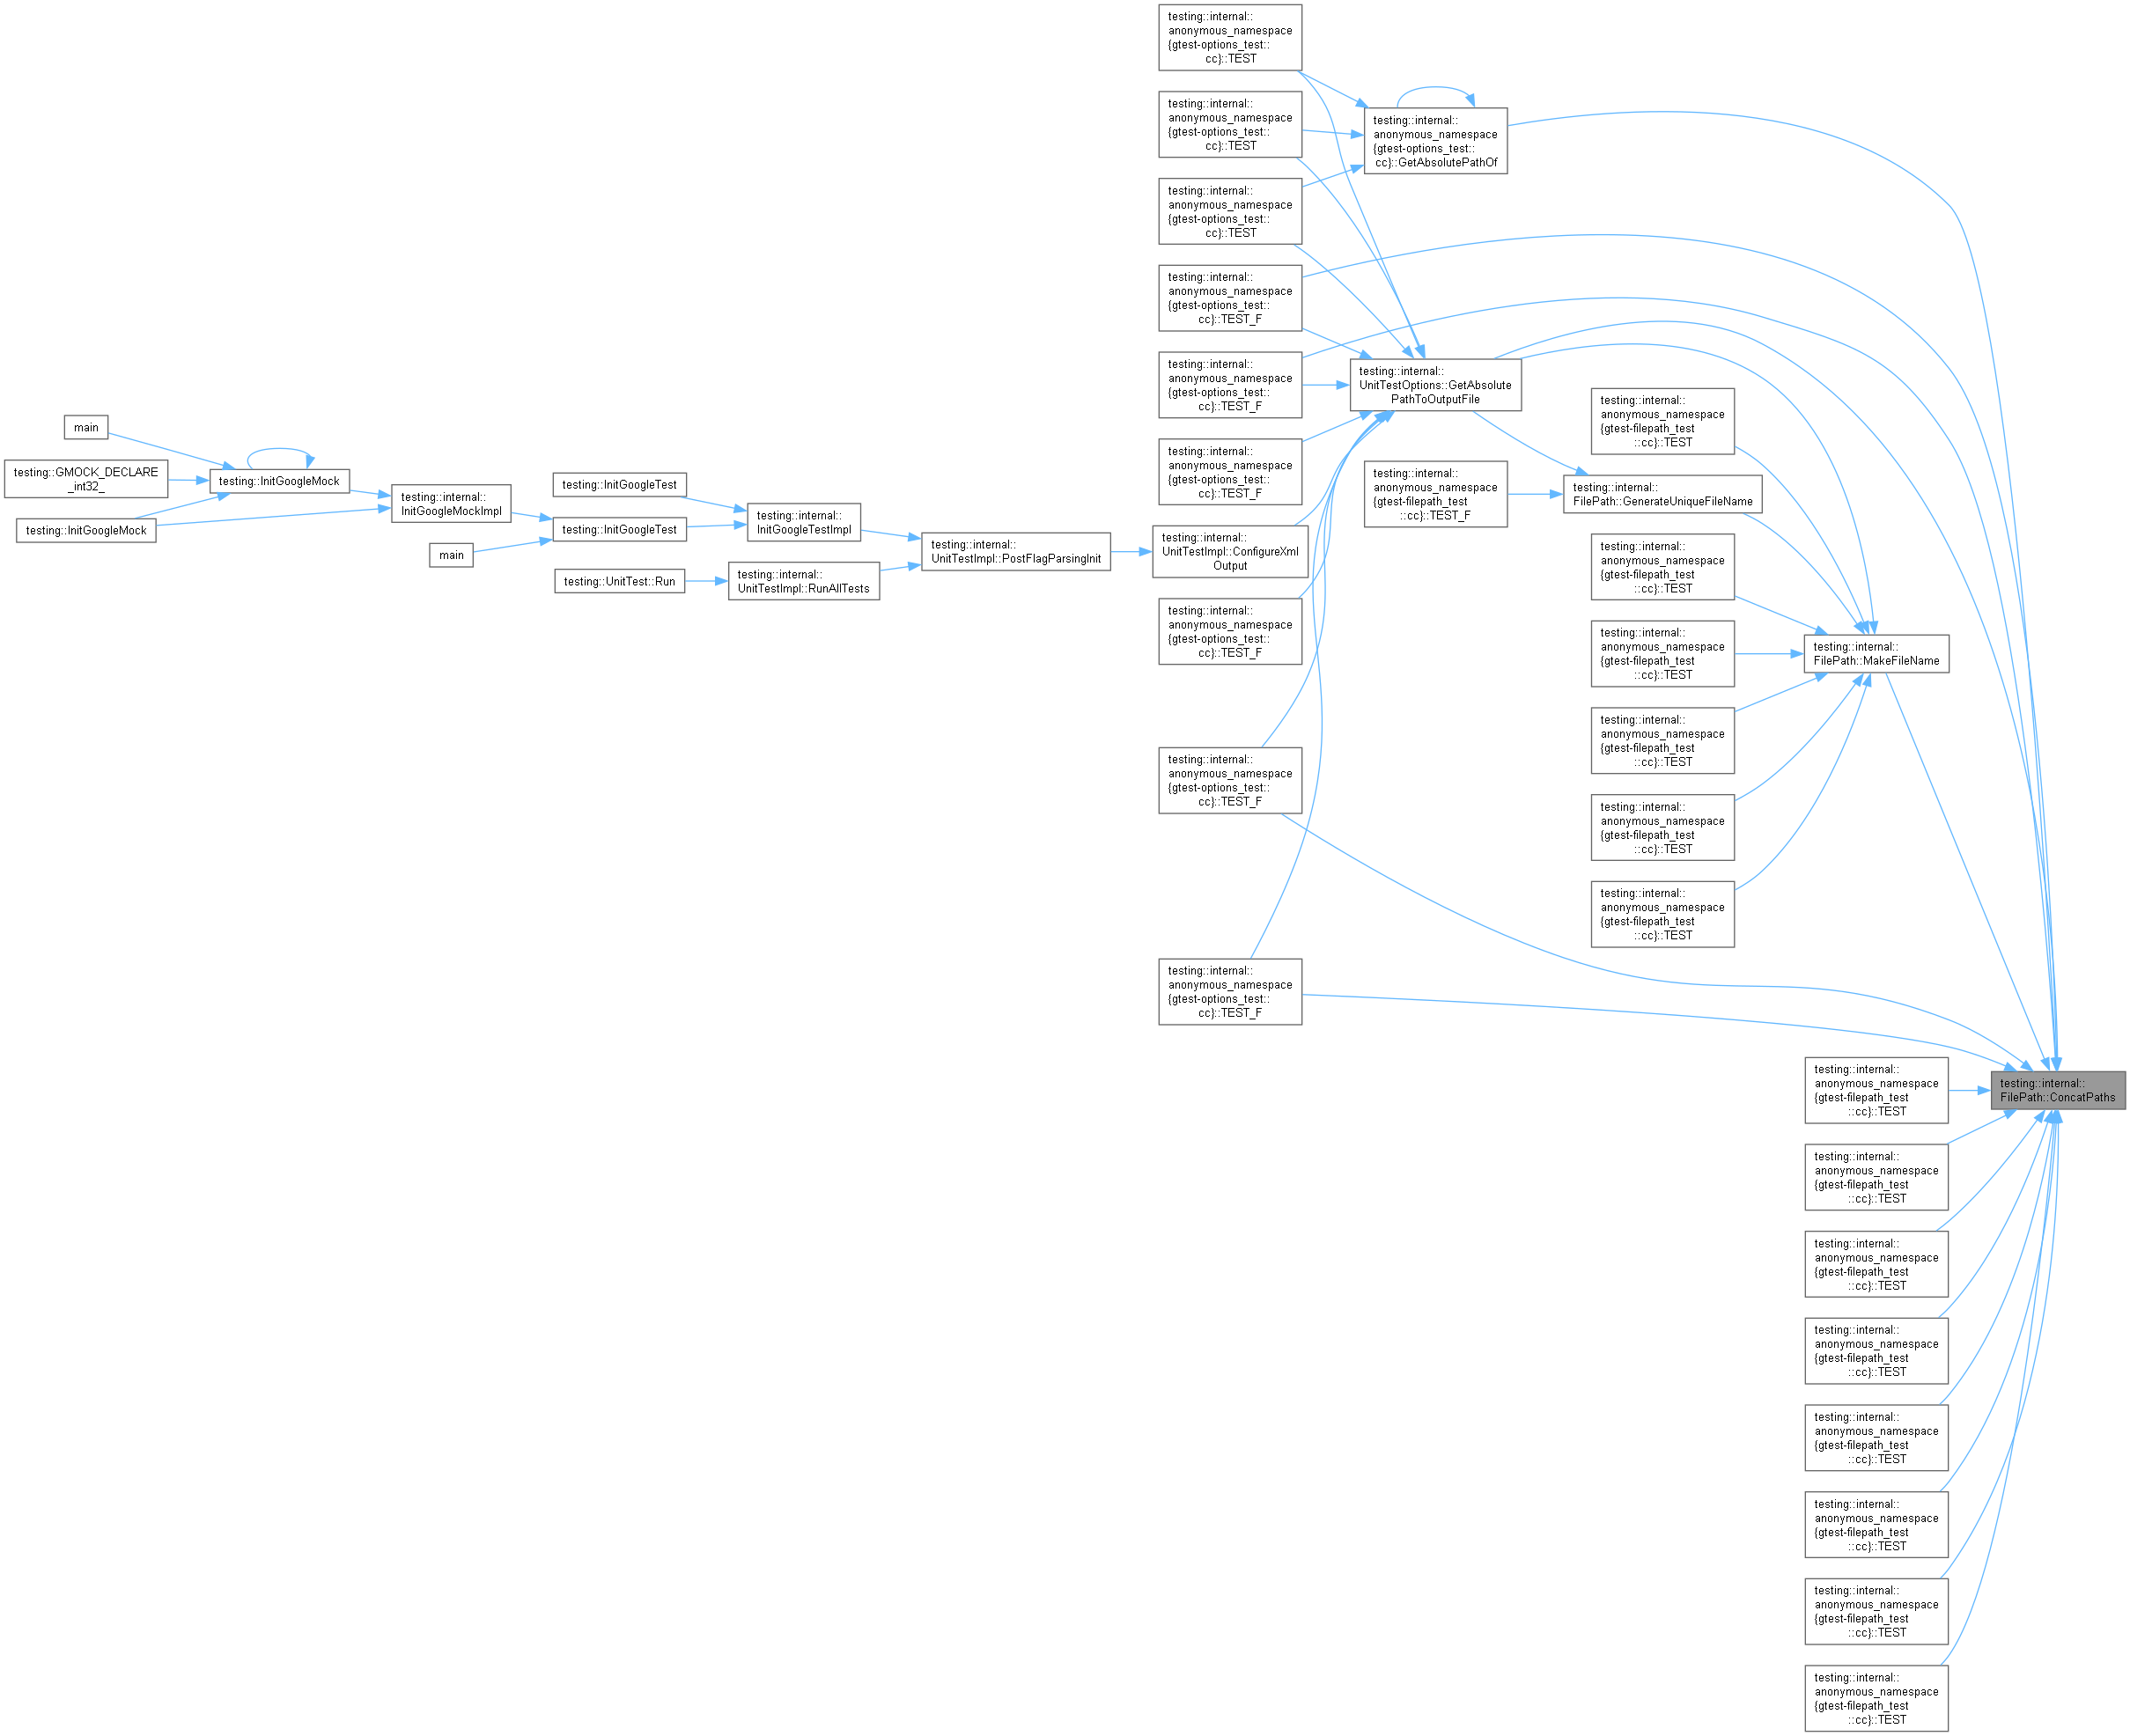 main
testing::GMOCK_DECLARE
_int32_
testing::InitGoogleMock
testing::InitGoogleMock
testing::internal::
InitGoogleMockImpl
main
testing::InitGoogleTest
testing::InitGoogleTest
testing::UnitTest::Run
testing::internal::
InitGoogleTestImpl
testing::internal::
UnitTestImpl::RunAllTests
testing::internal::
UnitTestImpl::PostFlagParsingInit
testing::internal::
anonymous_namespace
{gtest-options_test::
cc}::TEST
testing::internal::
anonymous_namespace
{gtest-options_test::
cc}::TEST
testing::internal::
anonymous_namespace
{gtest-options_test::
cc}::TEST
testing::internal::
anonymous_namespace
{gtest-options_test::
cc}::TEST_F
testing::internal::
anonymous_namespace
{gtest-options_test::
cc}::TEST_F
testing::internal::
anonymous_namespace
{gtest-options_test::
cc}::TEST_F
testing::internal::
UnitTestImpl::ConfigureXml
Output
testing::internal::
anonymous_namespace
{gtest-options_test::
cc}::TEST_F
testing::internal::
anonymous_namespace
{gtest-options_test::
cc}::TEST_F
testing::internal::
anonymous_namespace
{gtest-options_test::
cc}::TEST_F
testing::internal::
anonymous_namespace
{gtest-options_test::
cc}::GetAbsolutePathOf
testing::internal::
UnitTestOptions::GetAbsolute
PathToOutputFile
testing::internal::
anonymous_namespace
{gtest-filepath_test
::cc}::TEST_F
testing::internal::
anonymous_namespace
{gtest-filepath_test
::cc}::TEST
testing::internal::
FilePath::GenerateUniqueFileName
testing::internal::
anonymous_namespace
{gtest-filepath_test
::cc}::TEST
testing::internal::
anonymous_namespace
{gtest-filepath_test
::cc}::TEST
testing::internal::
anonymous_namespace
{gtest-filepath_test
::cc}::TEST
testing::internal::
anonymous_namespace
{gtest-filepath_test
::cc}::TEST
testing::internal::
anonymous_namespace
{gtest-filepath_test
::cc}::TEST
testing::internal::
FilePath::MakeFileName
testing::internal::
anonymous_namespace
{gtest-filepath_test
::cc}::TEST
testing::internal::
anonymous_namespace
{gtest-filepath_test
::cc}::TEST
testing::internal::
anonymous_namespace
{gtest-filepath_test
::cc}::TEST
testing::internal::
anonymous_namespace
{gtest-filepath_test
::cc}::TEST
testing::internal::
anonymous_namespace
{gtest-filepath_test
::cc}::TEST
testing::internal::
anonymous_namespace
{gtest-filepath_test
::cc}::TEST
testing::internal::
anonymous_namespace
{gtest-filepath_test
::cc}::TEST
testing::internal::
anonymous_namespace
{gtest-filepath_test
::cc}::TEST
testing::internal::
FilePath::ConcatPaths